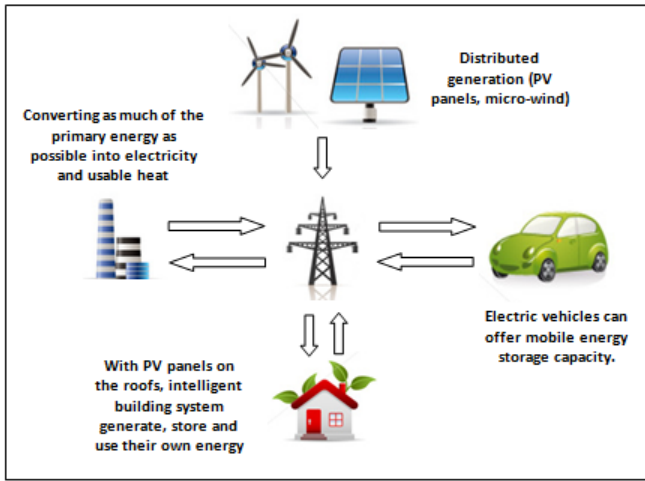 Distributed
generation (PV
panels, micro-wind)
Converting as much of the
primary energy as
possible into electricity
and usable heat
Electric vehicles can
offer mobile energy
storage capacity.
With PV panels on
the roofs, intelligent
building system
generate, store and
use their own energy